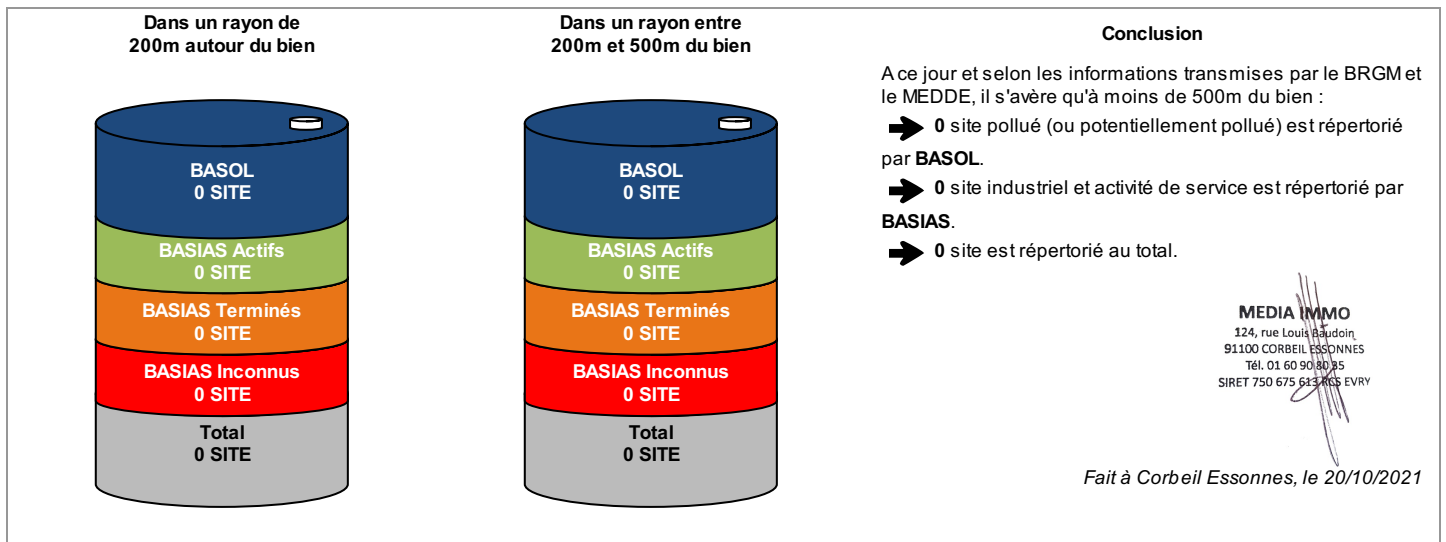 Dans un rayon de
200m autour du bien
BASOL
0 SITE
BASIAS Actifs
0 SITE
BASIAS Terminés
0 SITE
BASIAS Inconnus
0 SITE
Total
0 SITE
Dans un rayon entre
200m et 500m du bien
BASOL
0 SITE
BASIAS Actifs
0 SITE
BASIAS Terminés
0 SITE
BASIAS Inconnus
0 SITE
Total
0 SITE
Conclusion
A ce jour et selon les informations transmises par le BRGM et
le MEDDE, il s'avère qu'à moins de 500m du bien :
0 site pollué (ou potentiellement pollué) est répertorié
par BASOL.
0 site industriel et activité de service est répertorié par
BASIAS.
0 site est répertorié au total.
MEDIA IMMO
124, rue Louis Baudoin
91100 CORBEIL ESSONNES
Tél. 01 60 90 80 85
SIRET 750 675 613 RCS EVRY
Fait à Corbeil Essonnes, le 20/10/2021